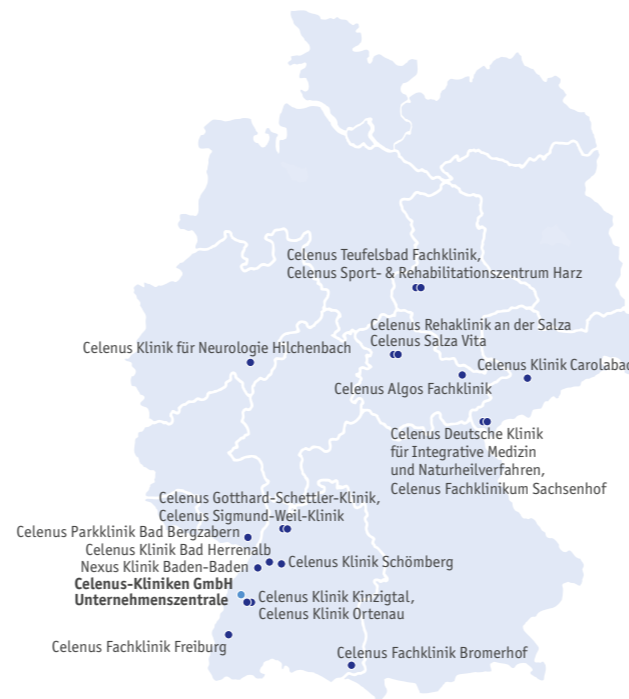 Celenus Teufelsbad Fachklinik,
Celenus Sport- & Rehabilitationszentrum Harz
Celenus Rehaklinik an der Salza
Celenus Salza Vita
Celenus Klinik für Neurologie Hilchenbach
Celenus Klinik Carolabad
Celenus Algos Fachklinik
Celenus Deutsche Klinik
für Integrative Medizin
und Naturheilverfahren,
Celenus Fachklinikum Sachsenhof
Celenus Gotthard-Schettler-Klinik,
Celenus Sigmund-Weil-Klinik
Celenus Parkklinik Bad Bergzabern
Celenus Klinik Bad Herrenalb
Nexus Klinik Baden-Baden
Celenus Klinik Schömberg
Celenus-Kliniken GmbH
Unternehmenszentrale
Celenus Klinik Kinzigtal,
Celenus Klinik Ortenau
Celenus Fachklinik Freiburg
Celenus Fachklinik Bromerhof